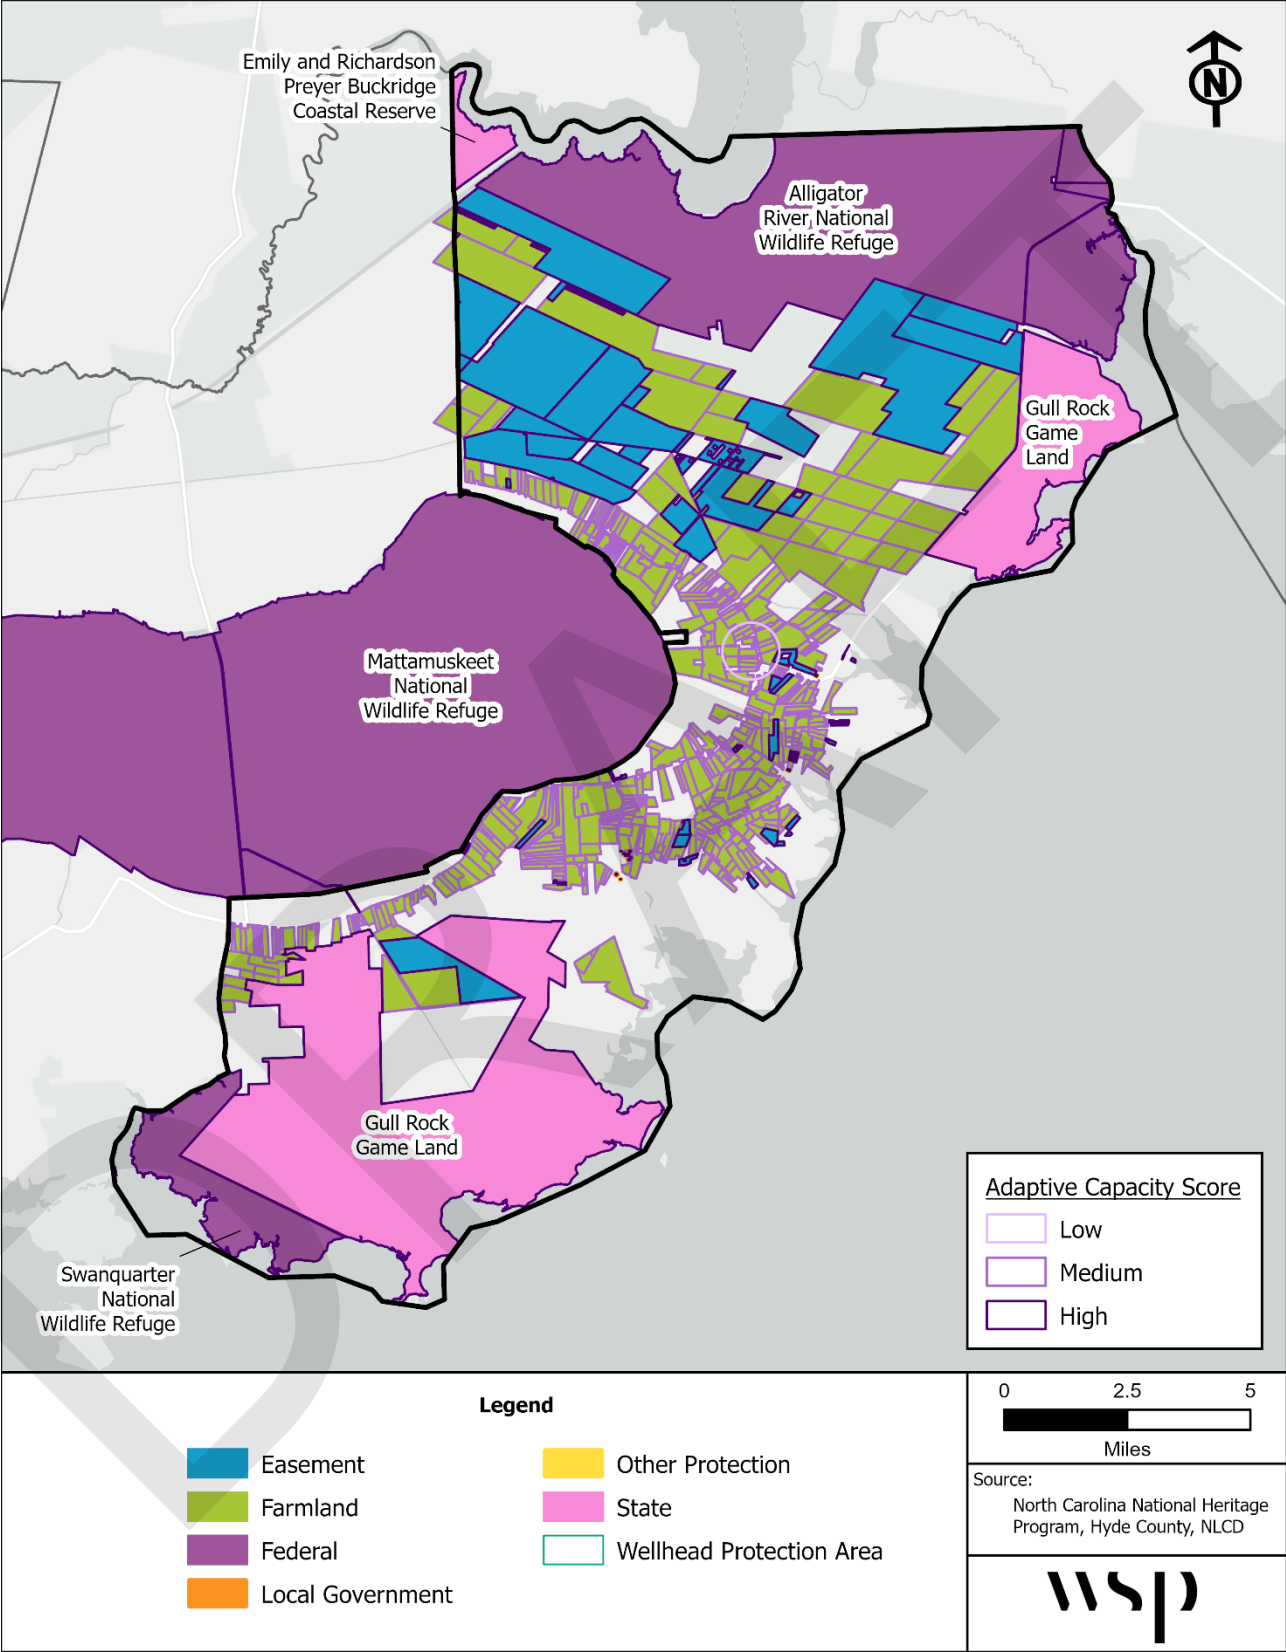 Emily and Richardson
Preyer Buckridge
Coastal Reserve
N
Alligator
River National
Wildlife Refuge
Gull Rock
Game
Land
Mattamuskeet
National
Wildlife Refuge
Gull Rock
Game Land
Swanquarter
National
Wildlife Refuge
DRAFT
Adaptive Capacity Score
Low
Medium
High
Legend
Easement
Farmland
Federal
Local Government
Other Protection
State
Wellhead Protection Area
0 2.5 5
Miles
Source:
North Carolina National Heritage
Program, Hyde County, NLCD
wsp